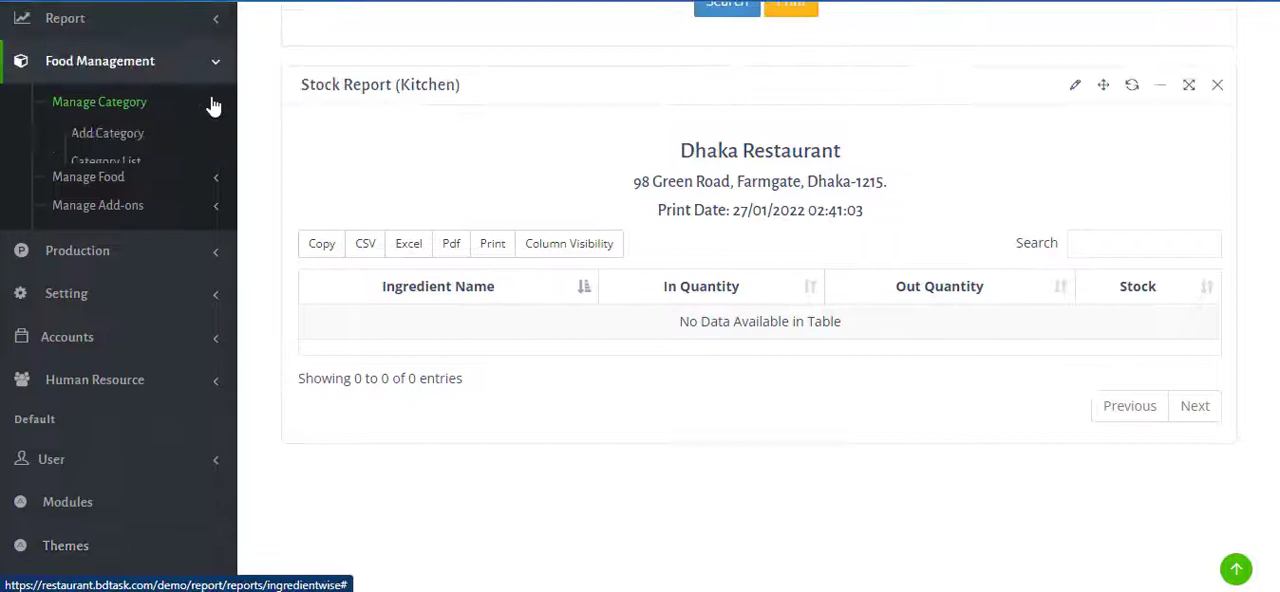 Report
Food Management
Manage Category
Add Category
Category List
Manage Food
Manage Add-ons
Production
Setting
Accounts
Human Resource
Default
User
Modules
Themes
https://restaurant.bdtask.com/demo/report/reports/ingredientwise#
Search Print
Stock Report (Kitchen)
Dhaka Restaurant
98 Green Road, Farmgate, Dhaka-1215.
Print Date: 27/01/2022 02:41:03
Copy CSV Excel Pdf Print Column Visibility Search
Ingredient Name In Quantity Out Quantity Stock
No Data Available in Table
Showing 0 to 0 of 0 entries
Previous Next